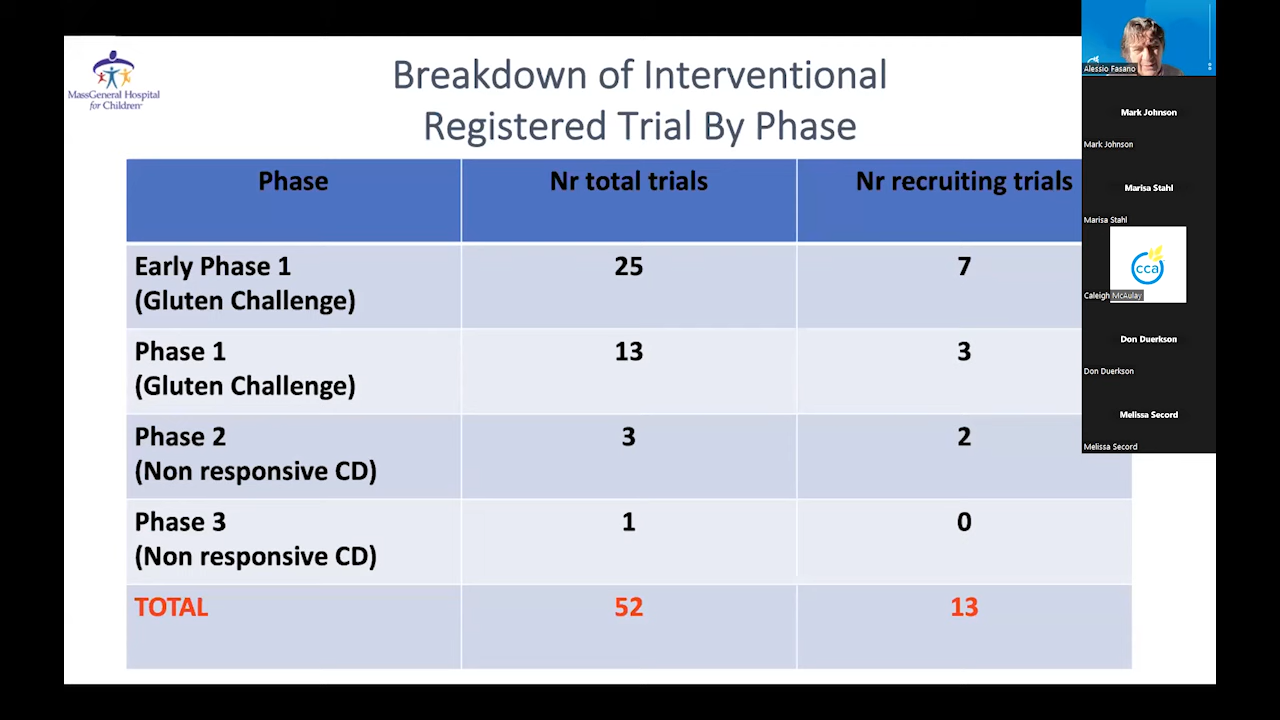 MassGeneral Hospital
for Children
Breakdown of Interventional
Registered Trial By Phase
Phase Nr total trials Nr recruiting trials
Early Phase 1 25 7
(Gluten Challenge)
Phase 1 13 3
(Gluten Challenge)
Phase 2 3 2
(Non responsive CD)
Phase 3 1 0
(Non responsive CD)
TOTAL 52 13
Alessio Fasano
Mark Johnson
Mark Johnson
Marisa Stahl
Marisa Stahl
cca
Caleigh McAulay
Don Duerkson
Don Duerkson
Melissa Secord
Melissa Secord